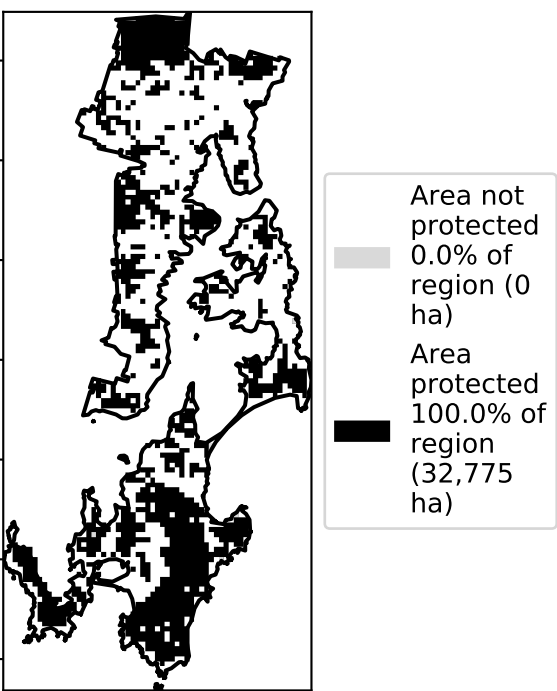 Area not
protected
0.0% of
region (0
ha)
Area
protected
100.0% of
region
(32,775
ha)